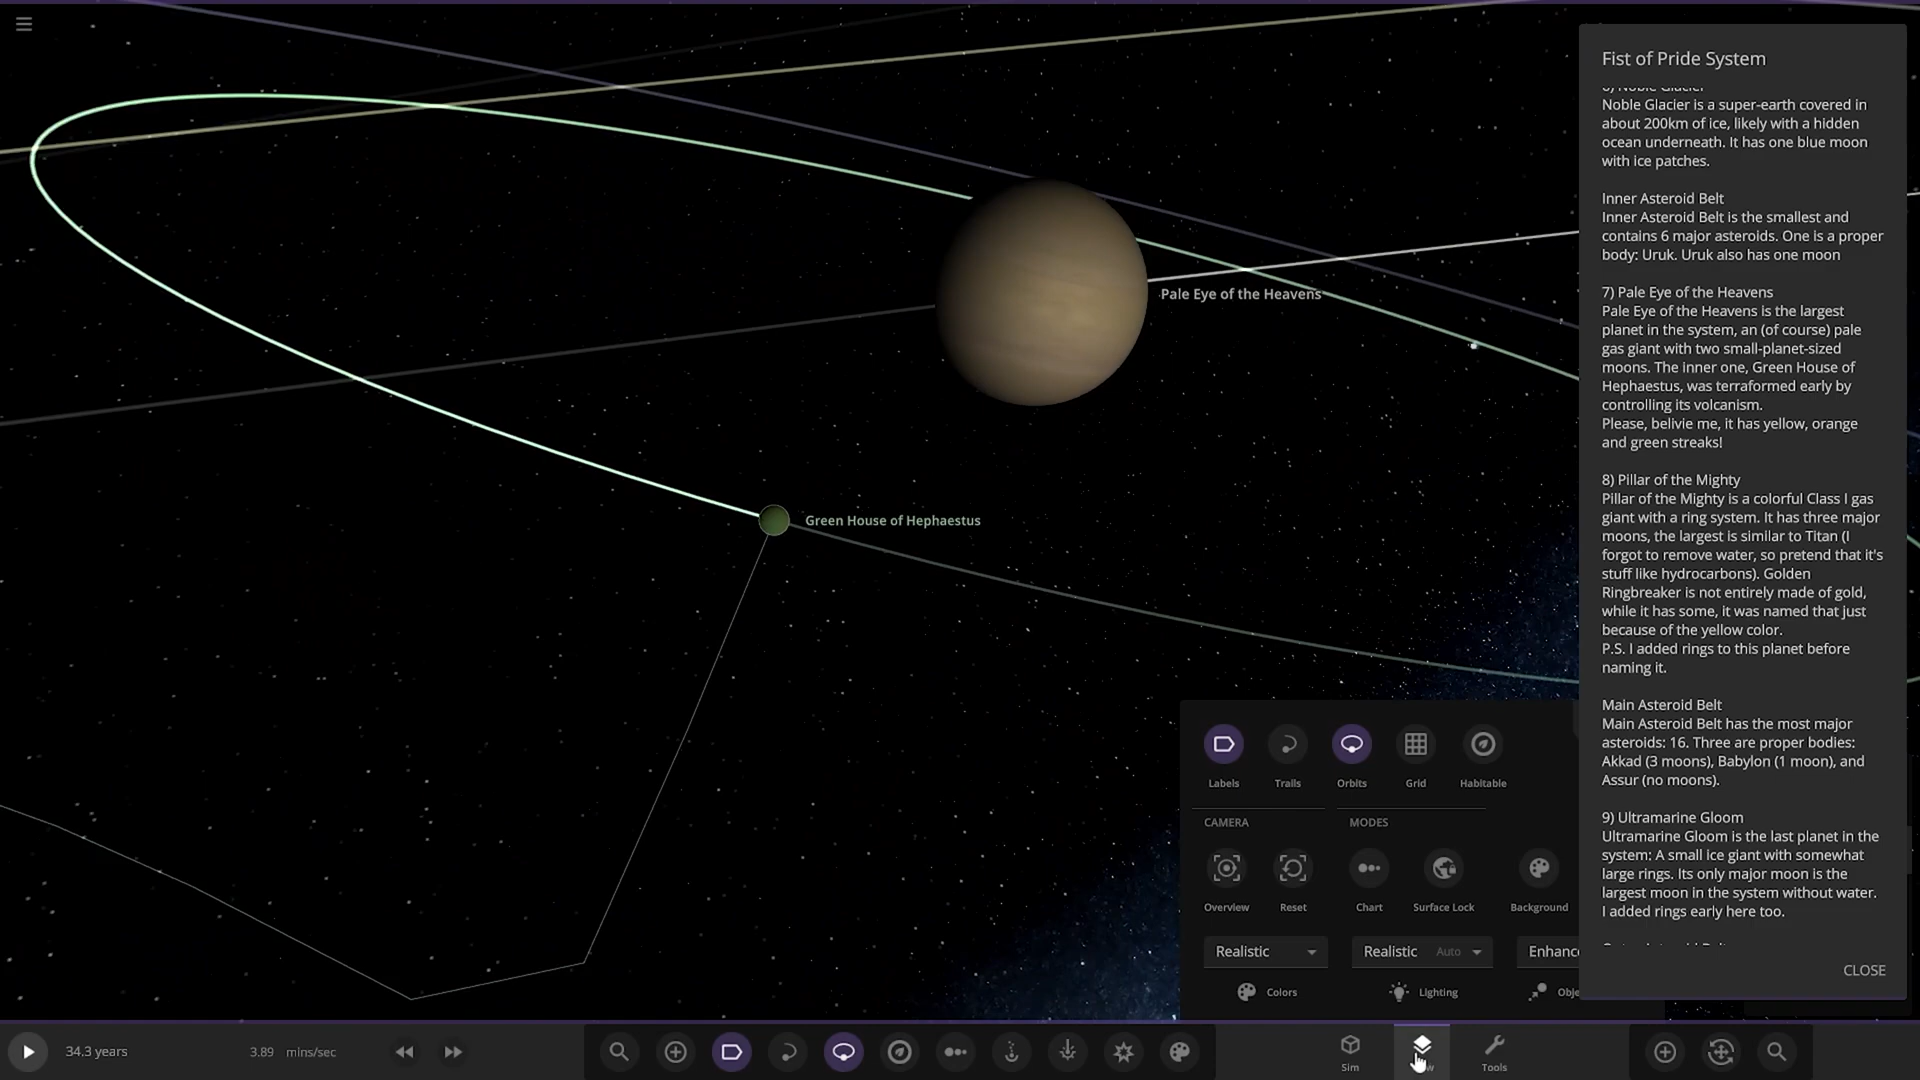 Fist of Pride System
6) Noble Glacier
Noble Glacier is a super-earth covered in
about 200km of ice, likely with a hidden
ocean underneath. It has one blue moon
with ice patches.
Inner Asteroid Belt
Inner Asteroid Belt is the smallest and
contains 6 major asteroids. One is a proper
body: Uruk. Uruk also has one moon
7) Pale Eye of the Heavens
Pale Eye of the Heavens is the largest
planet in the system, an (of course) pale
gas giant with two small-planet-sized
moons. The inner one, Green House of
Hephaestus, was terraformed early by
controlling its volcanism.
Please, belivie me, it has yellow, orange
and green streaks!
8) Pillar of the Mighty
Pillar of the Mighty is a colorful Class I gas
giant with a ring system. It has three major
moons, the largest is similar to Titan (I
forgot to remove water, so pretend that it's
stuff like hydrocarbons). Golden
Ringbreaker is not entirely made of gold,
while it has some, it was named that just
because of the yellow color.
P.S. I added rings to this planet before
naming it.
Main Asteroid Belt
Main Asteroid Belt has the most major
asteroids: 16. Three are proper bodies:
Akkad (3 moons), Babylon (1 moon), and
Assur (no moons).
9) Ultramarine Gloom
Ultramarine Gloom is the last planet in the
system: A small ice giant with somewhat
large rings. Its only major moon is the
largest moon in the system without water.
I added rings early here too.
CLOSE
Pale Eye of the Heavens
Green House of Hephaestus
Labels
Trails
Orbits
Grid
Habitable
CAMERA
MODES
Overview
Reset
Chart
Surface Lock
Background
Realistic
Realistic Auto
Enhanc
Colors
Lighting
Obje
34.3 years
3.89 mins/sec
Sim
Tools